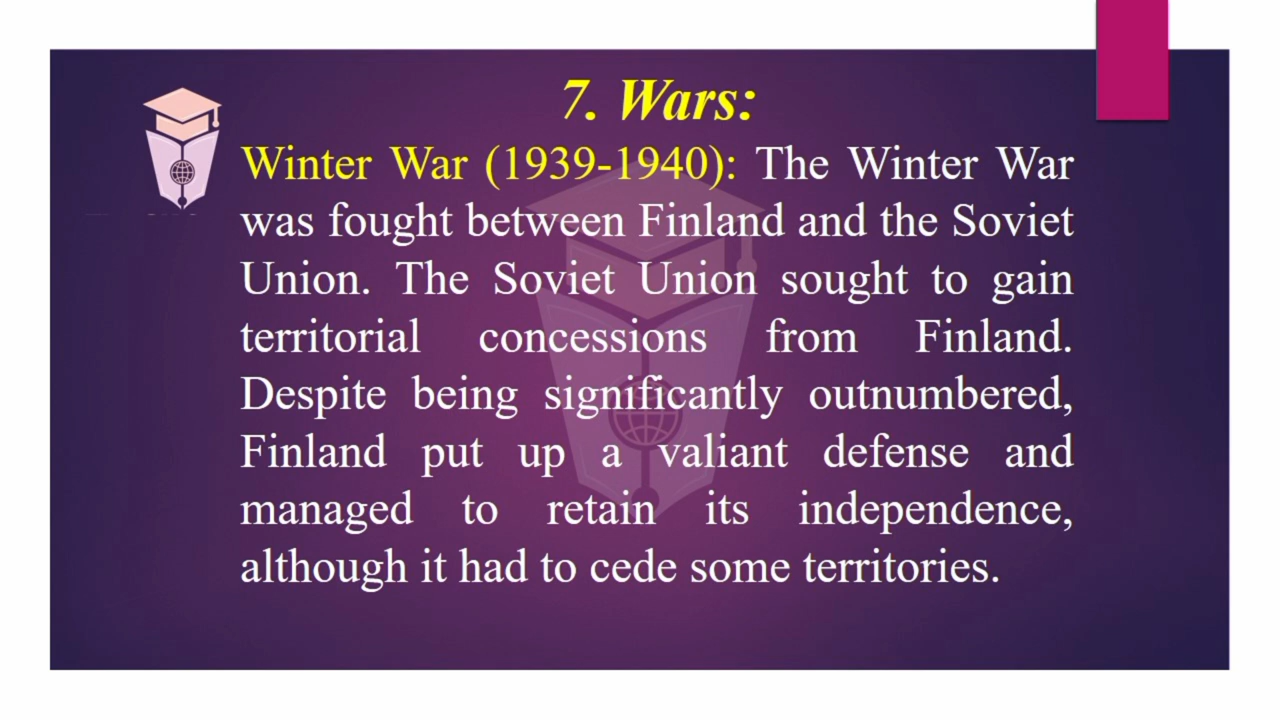 7. Wars:
Winter War (1939-1940): The Winter War
was fought between Finland and the Soviet
Union. The Soviet Union sought to gain
territorial concessions from Finland.
Despite being significantly outnumbered,
Finland put up a valiant defense and
managed to retain its independence,
although it had to cede some territories.